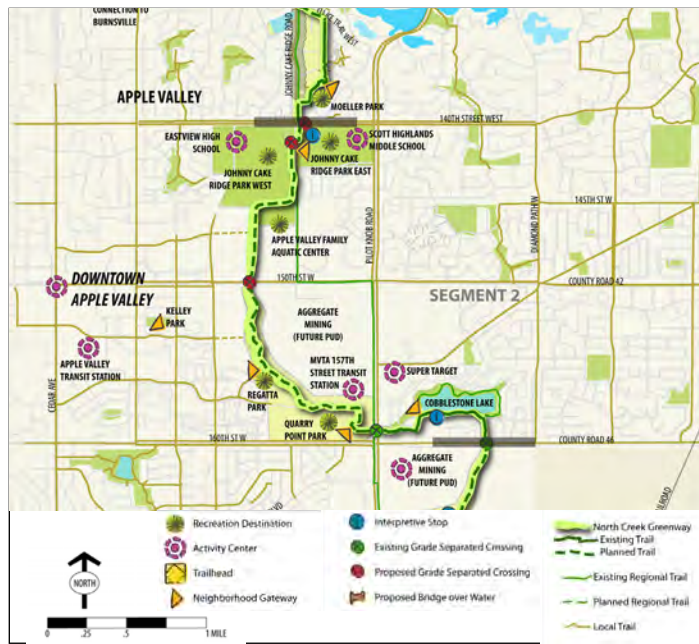 CONNECTION TO
BURNSVILLE
JOHNNY CAKE RIDGE ROAD
WEST
MOELLER PARK
APPLE VALLEY
140TH STREET WEST
EASTVIEW HIGH
SCHOOL
SCOTT HIGHLANDS
MIDDLE SCHOOL
JOHNNY CAKE
RIDGE PARK WEST
JOHNNY CAKE
RIDGE PARK EAST
PILOT KNOB ROAD
DIAMOND PATH W
145TH ST W
APPLE VALLEY FAMILY
AQUATIC CENTER
DOWNTOWN
APPLE VALLEY
150TH ST W
COUNTY ROAD 42
SEGMENT 2
KELLEY
PARK
AGGREGATE
MINING
(FUTURE PUD)
MVTA 157TH
STREET TRANSIT
STATION
SUPER TARGET
APPLE VALLEY
TRANSIT STATION
CEDAR AVE
REGATTA
PARK
COBBLESTONE LAKE
QUARRY
POINT PARK
160TH ST W
COUNTY ROAD 46
AGGREGATE
MINING
(FUTURE PUD)
Recreation Destination
Activity Center
Trailhead
Neighborhood Gateway
Interpretive Stop
Existing Grade Separated Crossing
Proposed Grade Separated Crossing
Proposed Bridge over Water
North Creek Greenway
Existing Trail
Planned Trail
Existing Regional Trail
Planned Regional Trail
Local Trail
NORTH
0 .25 .5 1 MILE